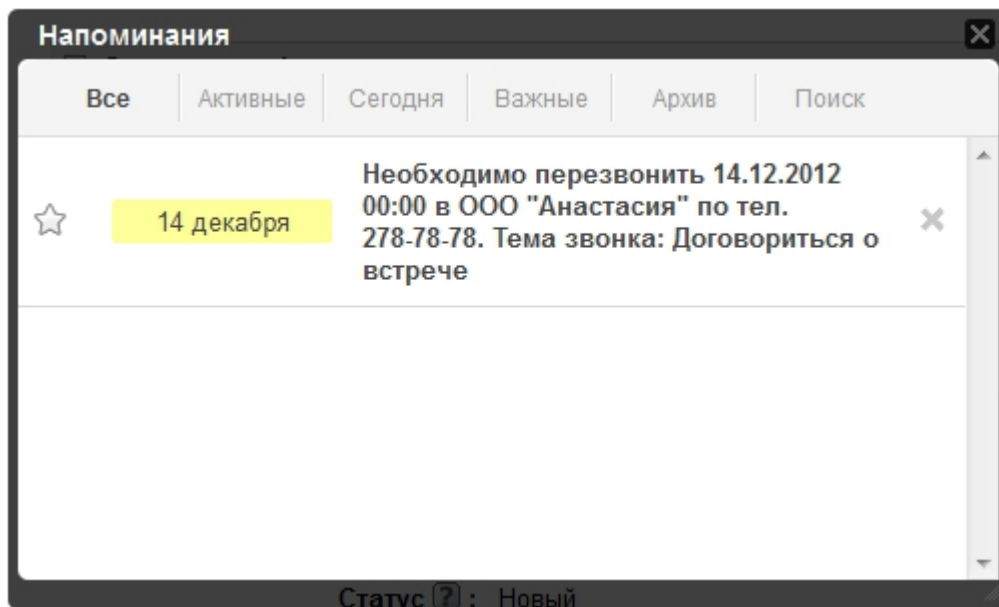 Напоминания
Все Активные Сегодня Важные Архив Поиск
14 декабря
Необходимо перезвонить 14.12.2012
00:00 в ООО "Анастасия" по тел.
278-78-78. Тема звонка: Договориться о
встрече
Статус ? : Новый